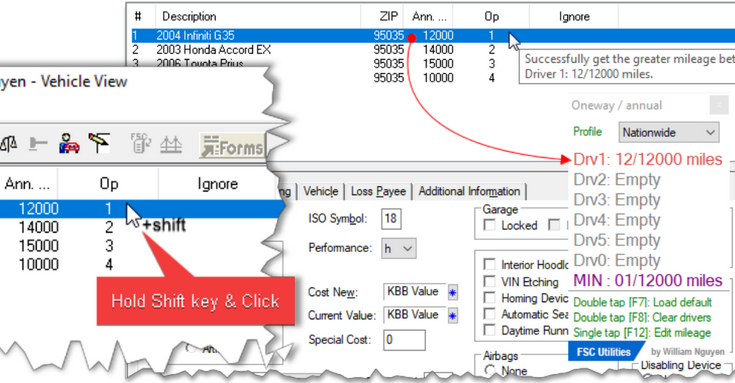 # Description ZIP Ann. ... Op Ignore
1 2004 Infiniti G35 95035 12000 1
2 2003 Honda Accord EX 95035 14000 2
3 2006 Toyota Prius 95035 15000 3
95035 10000 4
Successfully get the greater mileage bet
Driver 1: 12/12000 miles.
yen - Vehicle View
FSC
Forms
Ann. ... Op Ignore
12000 1
14000 2
15000 3
10000 4
+shift
Hold Shift key & Click
Oneway / annual
Profile Nationwide
Drv1: 12/12000 miles
Drv2: Empty
Drv3: Empty
Drv4: Empty
Drv5: Empty
Drv0: Empty
MIN : 01/12000 miles
Double tap [F7]: Load default
Double tap [F8]: Clear drivers
Single tap [F12]: Edit mileage
FSC Utilities by William Nguyen
ng Vehicle Loss Payee Additional Information
ISO Symbol: 18
Performance: h
Cost New: KBB Value
Current Value: KBB Value
Special Cost: 0
Garage
Locked
Interior Hoodlo
VIN Etching
Homing Devic
Automatic Sea
Daytime Runn
Airbags
None
Disabling Device